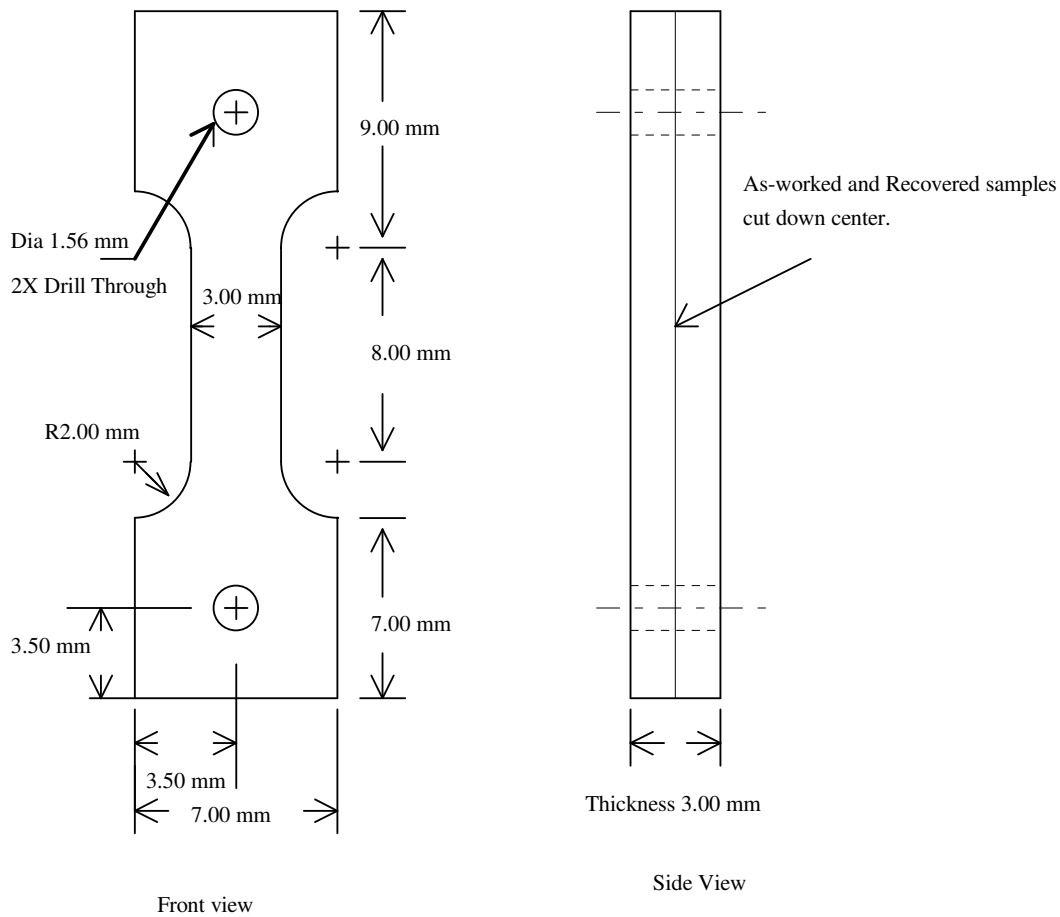 9.00 mm
As-worked and Recovered samples
cut down center.
Dia 1.56 mm
2X Drill Through
3.00 mm
8.00 mm
R2.00 mm
7.00 mm
3.50 mm
3.50 mm
7.00 mm
Thickness 3.00 mm
Side View
Front view